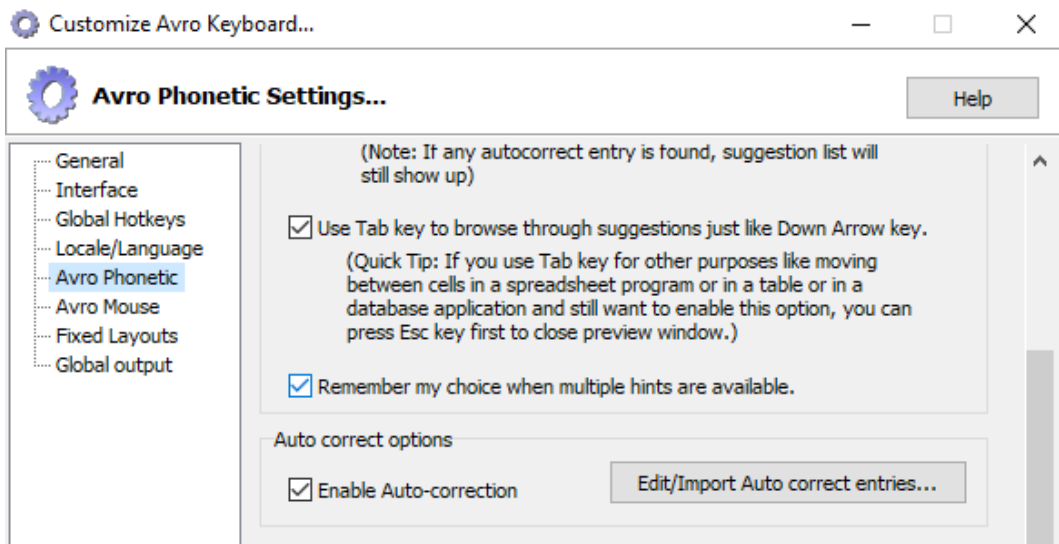 Customize Avro Keyboard...
Avro Phonetic Settings...
Help
General
Interface
Global Hotkeys
Locale/Language
Avro Phonetic
Avro Mouse
Fixed Layouts
Global output
(Note: If any autocorrect entry is found, suggestion list will
still show up)
Use Tab key to browse through suggestions just like Down Arrow key.
(Quick Tip: If you use Tab key for other purposes like moving
between cells in a spreadsheet program or in a table or in a
database application and still want to enable this option, you can
press Esc key first to close preview window.)
Remember my choice when multiple hints are available.
Auto correct options
Enable Auto-correction
Edit/Import Auto correct entries...